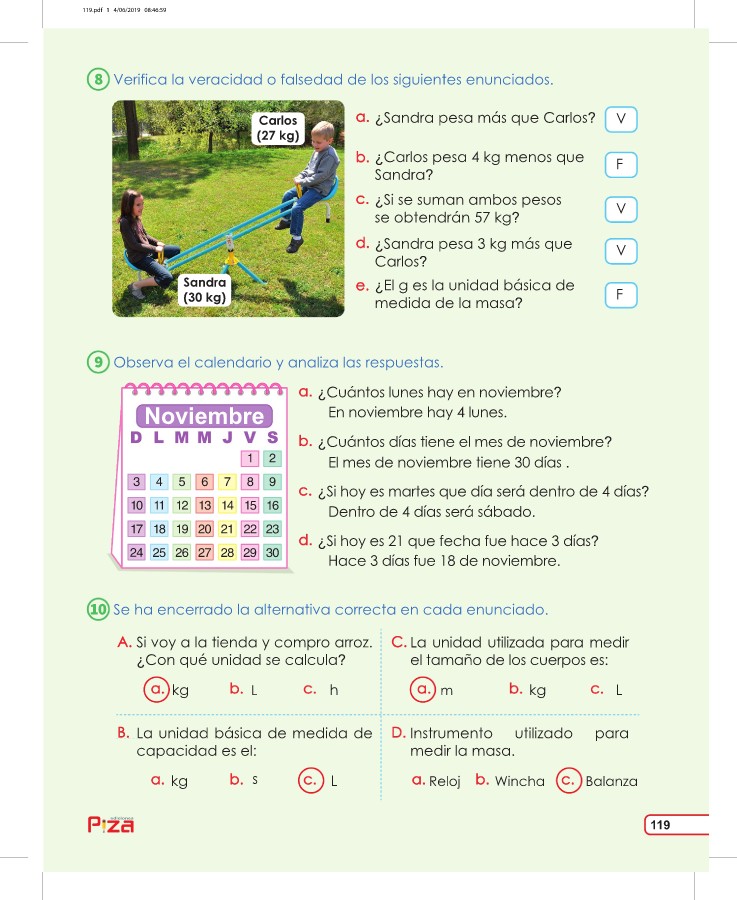 119.pdf 1 4/06/2019 08:46:59
8 Verifica la veracidad o falsedad de los siguientes enunciados.
Carlos
(27 kg)
Sandra
(30 kg)
a. ¿Sandra pesa más que Carlos? V
b. ¿Carlos pesa 4 kg menos que
Sandra? F
c. ¿Si se suman ambos pesos
se obtendrán 57 kg? V
d. ¿Sandra pesa 3 kg más que
Carlos? V
e. ¿El g es la unidad básica de
medida de la masa? F
9 Observa el calendario y analiza las respuestas.
Noviembre
D L M M J V S
1 2
3 4 5 6 7 8 9
10 11 12 13 14 15 16
17 18 19 20 21 22 23
24 25 26 27 28 29 30
a. ¿Cuántos lunes hay en noviembre?
En noviembre hay 4 lunes.
b. ¿Cuántos días tiene el mes de noviembre?
El mes de noviembre tiene 30 días .
c. ¿Si hoy es martes que día será dentro de 4 días?
Dentro de 4 días será sábado.
d. ¿Si hoy es 21 que fecha fue hace 3 días?
Hace 3 días fue 18 de noviembre.
10 Se ha encerrado la alternativa correcta en cada enunciado.
A. Si voy a la tienda y compro arroz.
¿Con qué unidad se calcula?
a. kg b. L c. h
B. La unidad básica de medida de
capacidad es el:
a. kg b. s c. L
C. La unidad utilizada para medir
el tamaño de los cuerpos es:
a. m b. kg c. L
D. Instrumento utilizado para
medir la masa.
a. Reloj b. Wincha c. Balanza
ediciones
Piza
119